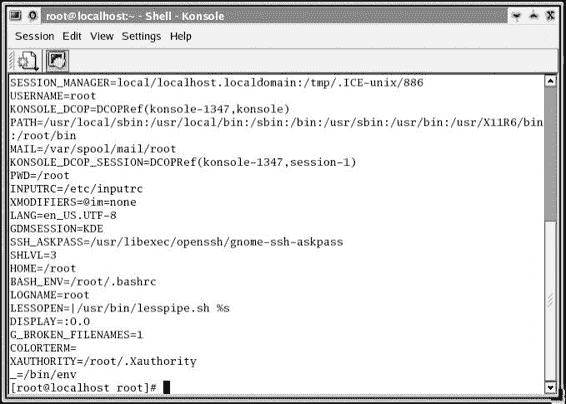 root@localhost:~ - Shell - Konsole
Session Edit View Settings Help
SESSION_MANAGER=local/localhost.localdomain:/tmp/.ICE-unix/886
USERNAME=root
KONSOLE_DCOP=DCOPRef(konsole-1347,konsole)
PATH=/usr/local/sbin:/usr/local/bin:/sbin:/bin:/usr/sbin:/usr/bin:/usr/X11R6/bin
:/root/bin
MAIL=/var/spool/mail/root
KONSOLE_DCOP_SESSION=DCOPRef(konsole-1347,session-1)
PWD=/root
INPUTRC=/etc/inputrc
XMODIFIERS=@im=none
LANG=en_US.UTF-8
GDMSESSION=KDE
SSH_ASKPASS=/usr/libexec/openssh/gnome-ssh-askpass
SHLVL=3
HOME=/root
BASH_ENV=/root/.bashrc
LOGNAME=root
LESSOPEN=|/usr/bin/lesspipe.sh %s
DISPLAY=:0.0
G_BROKEN_FILENAMES=1
COLORTERM=
XAUTHORITY=/root/.Xauthority
_=/bin/env
[root@localhost root]#